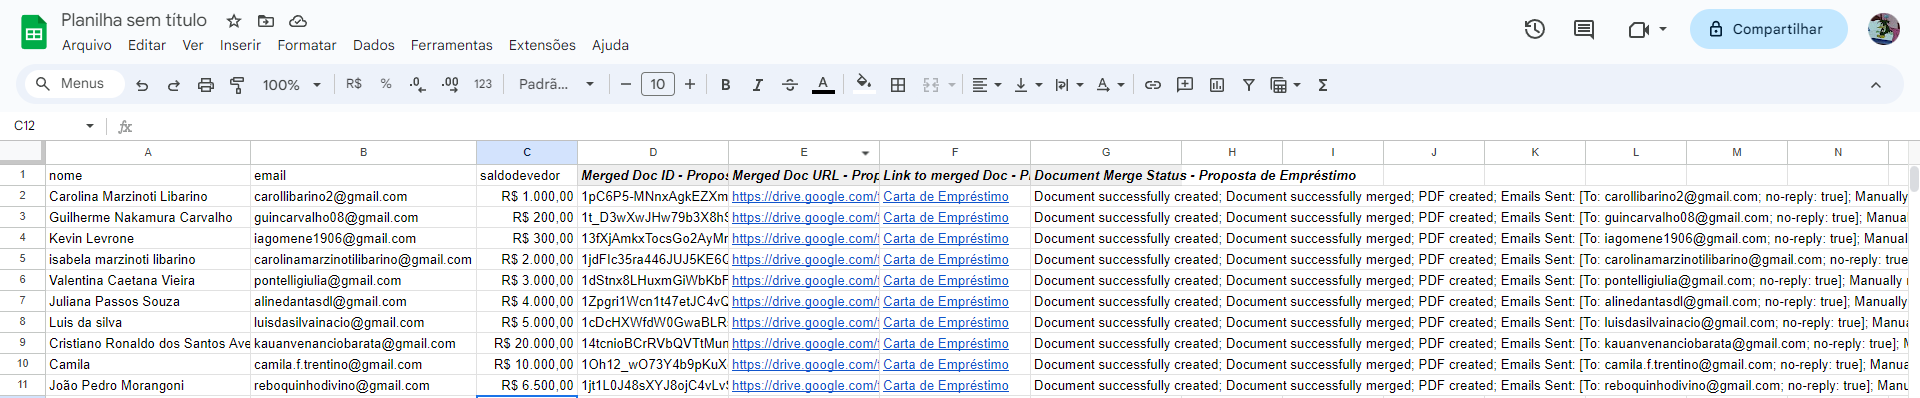 Planilha sem título
Arquivo Editar Ver Inserir Formatar Dados Ferramentas Extensões Ajuda
Compartilhar
Menus 100% R$ % .0 .00 123 Padrã... 10 B I A Σ
C12 fx
A B C D E F G H I J K L M N
1 nome email saldodevedor Merged Doc ID - Propos Merged Doc URL - Prop Link to merged Doc - P Document Merge Status - Proposta de Empréstimo
2 Carolina Marzinoti Libarino carollibarino2@gmail.com R$ 1.000,00 1pC6P5-MNnxAgkEZXm https://drive.google.com/ Carta de Empréstimo Document successfully created; Document successfully merged; PDF created; Emails Sent: [To: carollibarino2@gmail.com; no-reply: true]; Manually
3 Guilherme Nakamura Carvalho guincarvalho08@gmail.com R$ 200,00 1t_D3wXwJHw79b3X8hS https://drive.google.com/ Carta de Empréstimo Document successfully created; Document successfully merged; PDF created; Emails Sent: [To: guincarvalho08@gmail.com; no-reply: true]; Manua
4 Kevin Levrone iagomene1906@gmail.com R$ 300,00 13fXjAmkxTocsGo2AyMr https://drive.google.com/ Carta de Empréstimo Document successfully created; Document successfully merged; PDF created; Emails Sent: [To: iagomene1906@gmail.com; no-reply: true]; Manual
5 isabela marzinoti libarino carolinamarzinotilibarino@gmail.com R$ 2.000,00 1jdFIc35ra446JUJ5KE6C https://drive.google.com/ Carta de Empréstimo Document successfully created; Document successfully merged; PDF created; Emails Sent: [To: carolinamarzinotilibarino@gmail.com; no-reply: true
6 Valentina Caetana Vieira pontelligiulia@gmail.com R$ 3.000,00 1dStnx8LHuxmGiWbKbF https://drive.google.com/ Carta de Empréstimo Document successfully created; Document successfully merged; PDF created; Emails Sent: [To: pontelligiulia@gmail.com; no-reply: true]; Manually
7 Juliana Passos Souza alinedantasdl@gmail.com R$ 4.000,00 1Zpgri1Wcn1t47etJC4vQ https://drive.google.com/ Carta de Empréstimo Document successfully created; Document successfully merged; PDF created; Emails Sent: [To: alinedantasdl@gmail.com; no-reply: true]; Manually
8 Luis da silva luisdasilvainacio@gmail.com R$ 5.000,00 1cDcHXWfdW0GwaBLR https://drive.google.com/ Carta de Empréstimo Document successfully created; Document successfully merged; PDF created; Emails Sent: [To: luisdasilvainacio@gmail.com; no-reply: true]; Manua
9 Cristiano Ronaldo dos Santos Ave kauanvenanciobarata@gmail.com R$ 20.000,00 14tcnioBCrRVbQVTtMun https://drive.google.com/ Carta de Empréstimo Document successfully created; Document successfully merged; PDF created; Emails Sent: [To: kauanvenanciobarata@gmail.com; no-reply: true]; M
10 Camila camila.f.trentino@gmail.com R$ 10.000,00 1Oh12_wO73Y4b9pKuX https://drive.google.com/ Carta de Empréstimo Document successfully created; Document successfully merged; PDF created; Emails Sent: [To: camila.f.trentino@gmail.com; no-reply: true]; Manua
11 João Pedro Morangoni reboquinhodivino@gmail.com R$ 6.500,00 1jt1L0J48sXYJ8ojC4vLvS https://drive.google.com/ Carta de Empréstimo Document successfully created; Document successfully merged; PDF created; Emails Sent: [To: reboquinhodivino@gmail.com; no-reply: true]; Manu